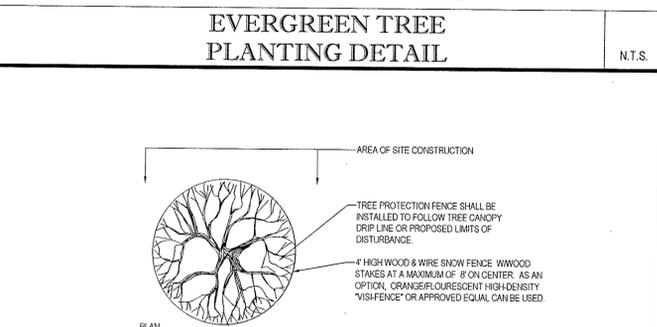 EVERGREEN TREE
PLANTING DETAIL
N.T.S.
AREA OF SITE CONSTRUCTION
TREE PROTECTION FENCE SHALL BE
INSTALLED TO FOLLOW TREE CANOPY
DRIP LINE OR PROPOSED LIMITS OF
DISTURBANCE.
4' HIGH WOOD & WIRE SNOW FENCE W/WOOD
STAKES AT A MAXIMUM OF 8' ON CENTER. AS AN
OPTION, ORANGE/FLOURESCENT HIGH-DENSITY
"VISI-FENCE" OR APPROVED EQUAL CAN BE USED.
PLAN